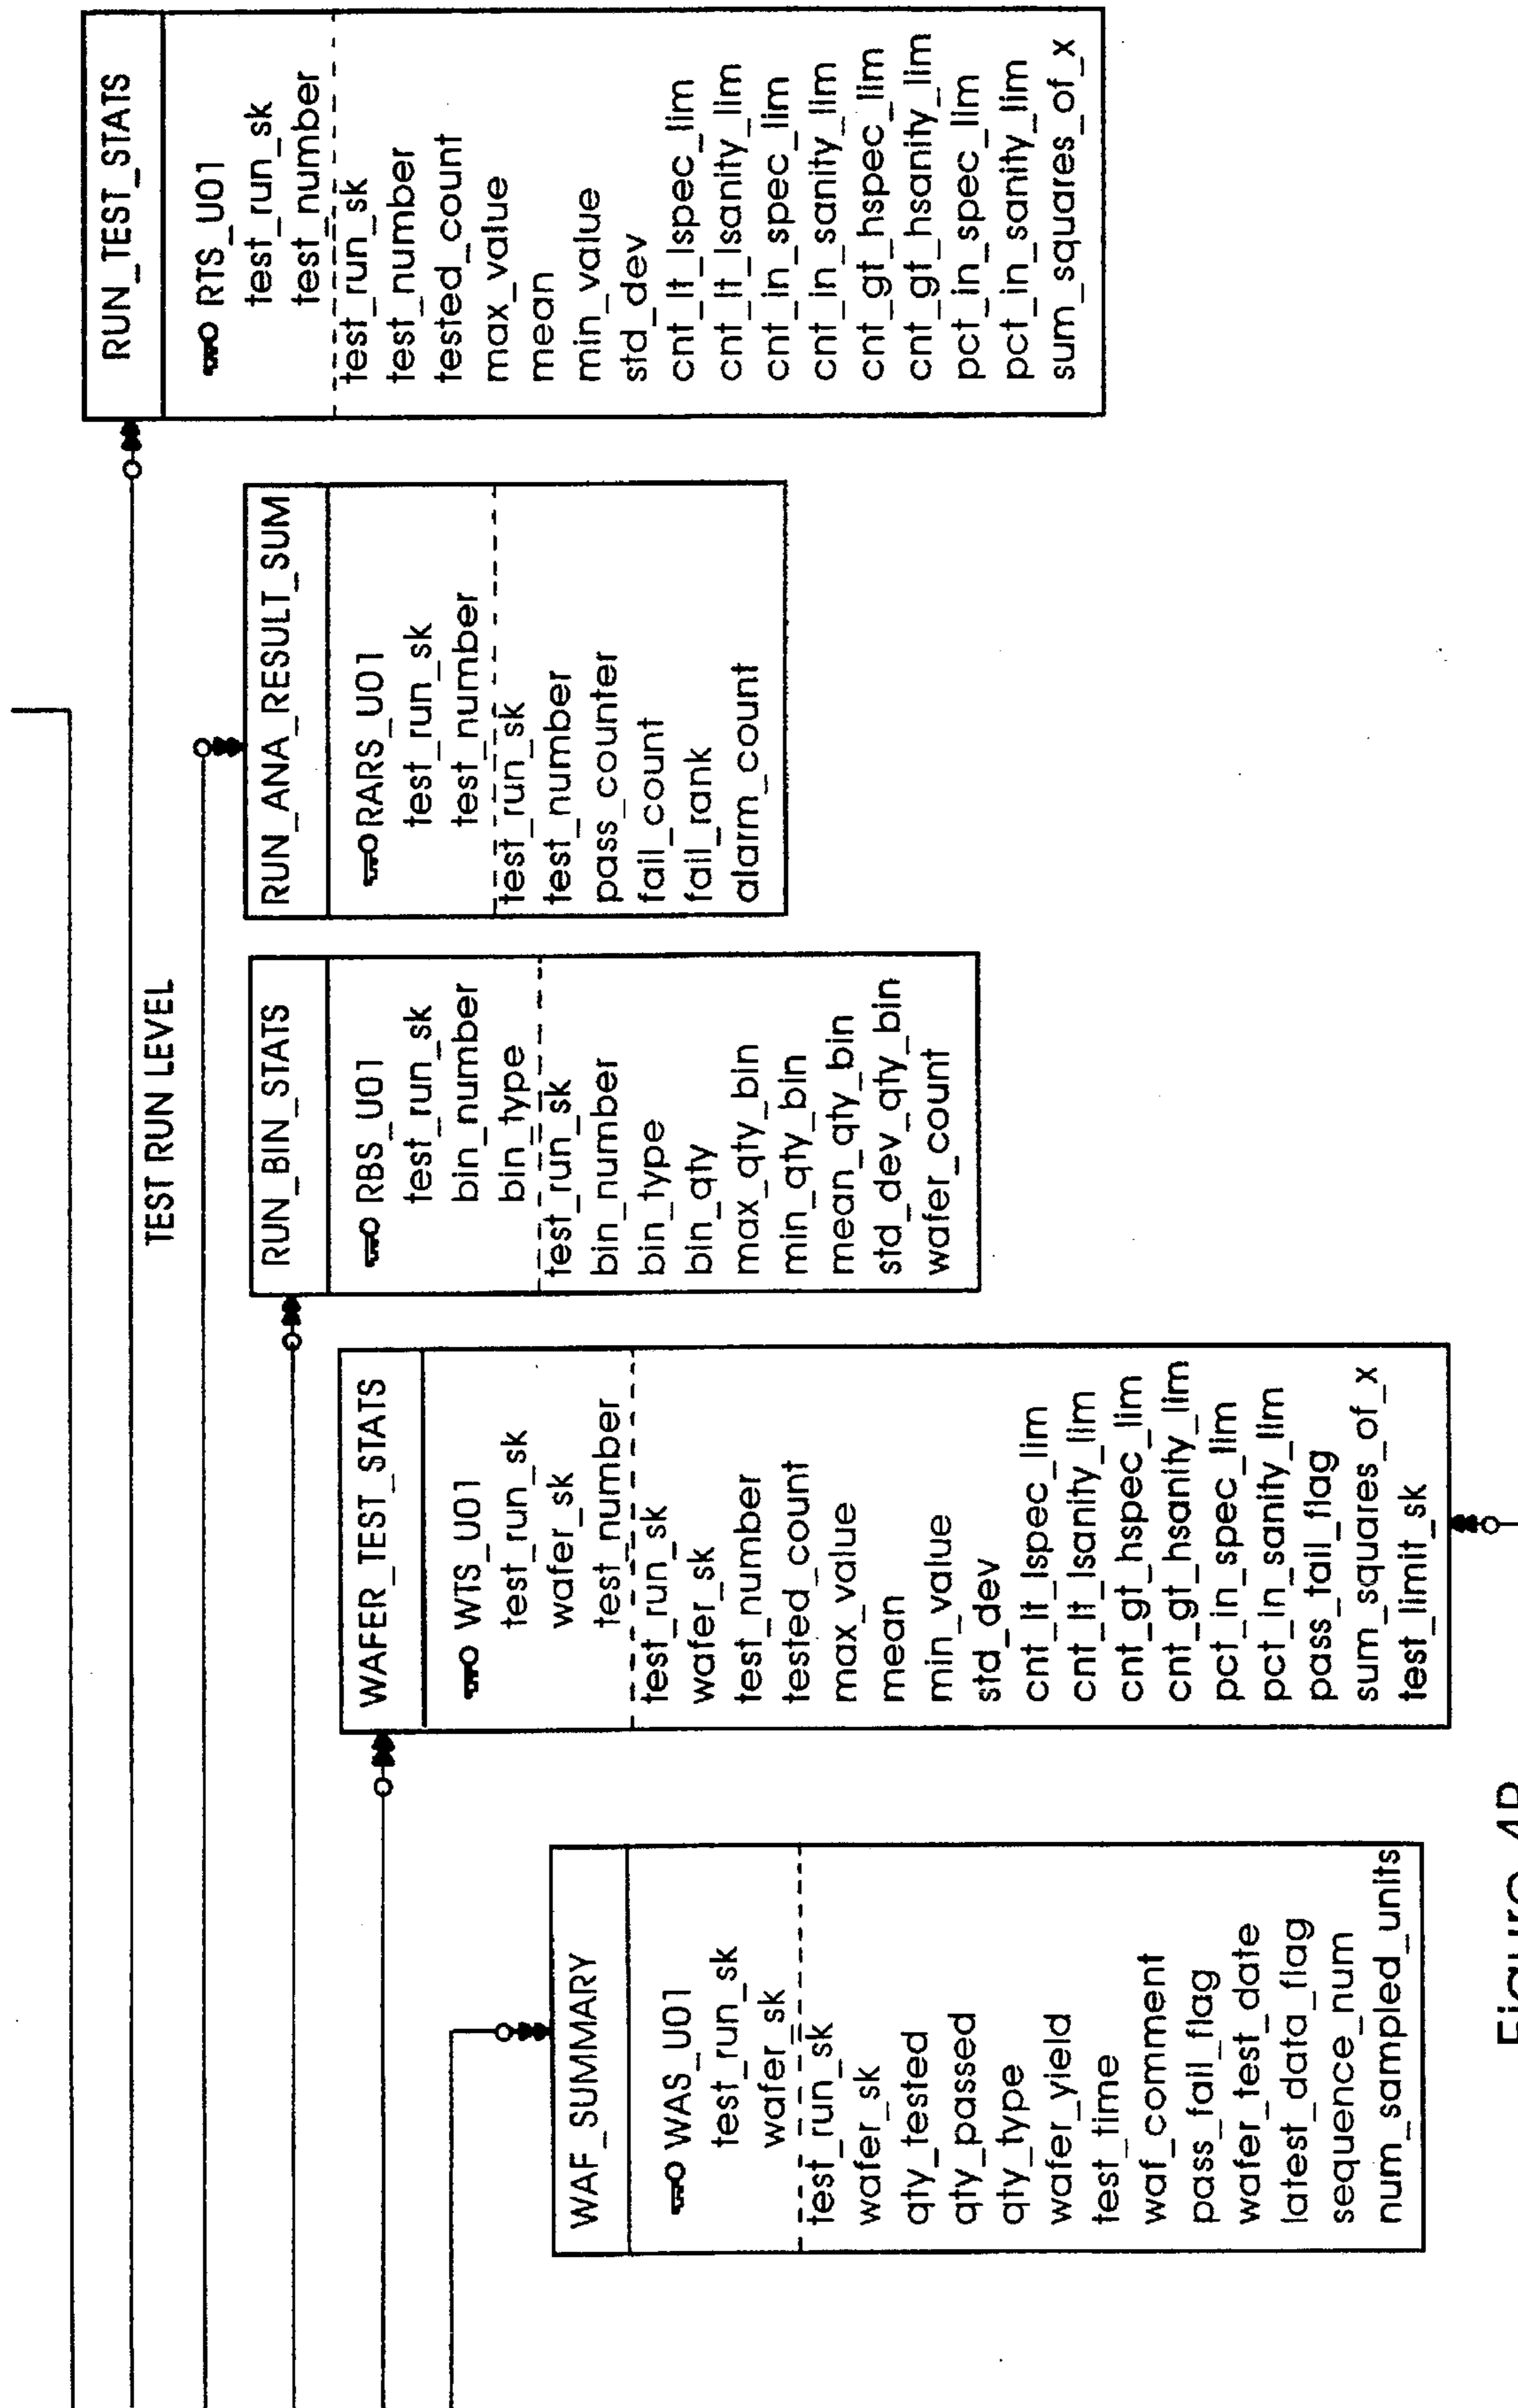 TEST RUN LEVEL
WAF_SUMMARY
WAS_U01
test_run_sk
wafer_sk
test_run_sk
wafer_sk
qty_tested
qty_passed
qty_type
wafer_yield
test_time
waf_comment
pass_fail_flag
wafer_test_date
latest_data_flag
sequence_num
num_sampled_units
WAFER_TEST_STATS
WTS_U01
test_run_sk
wafer_sk
test_number
test_run_sk
wafer_sk
test_number
tested_count
max_value
mean
min_value
std_dev
cnt_lt_lspec_lim
cnt_lt_lsanity_lim
cnt_gt_hspec_lim
cnt_gt_hsanity_lim
pct_in_spec_lim
pct_in_sanity_lim
pass_fail_flag
sum_squares_of_x
test_limit_sk
RUN_BIN_STATS
RBS_U01
test_run_sk
bin_number
bin_type
test_run_sk
bin_number
bin_type
bin_qty
max_qty_bin
min_qty_bin
mean_qty_bin
std_dev_qty_bin
wafer_count
RUN_ANA_RESULT_SUM
RARS_U01
test_run_sk
test_number
test_run_sk
test_number
pass_counter
fail_count
fail_rank
alarm_count
RUN_TEST_STATS
RTS_U01
test_run_sk
test_number
test_run_sk
test_number
tested_count
max_value
mean
min_value
std_dev
cnt_lt_lspec_lim
cnt_lt_lsanity_lim
cnt_in_spec_lim
cnt_in_sanity_lim
cnt_gt_hspec_lim
cnt_gt_hsanity_lim
pct_in_spec_lim
pct_in_sanity_lim
sum_squares_of_x
Figure